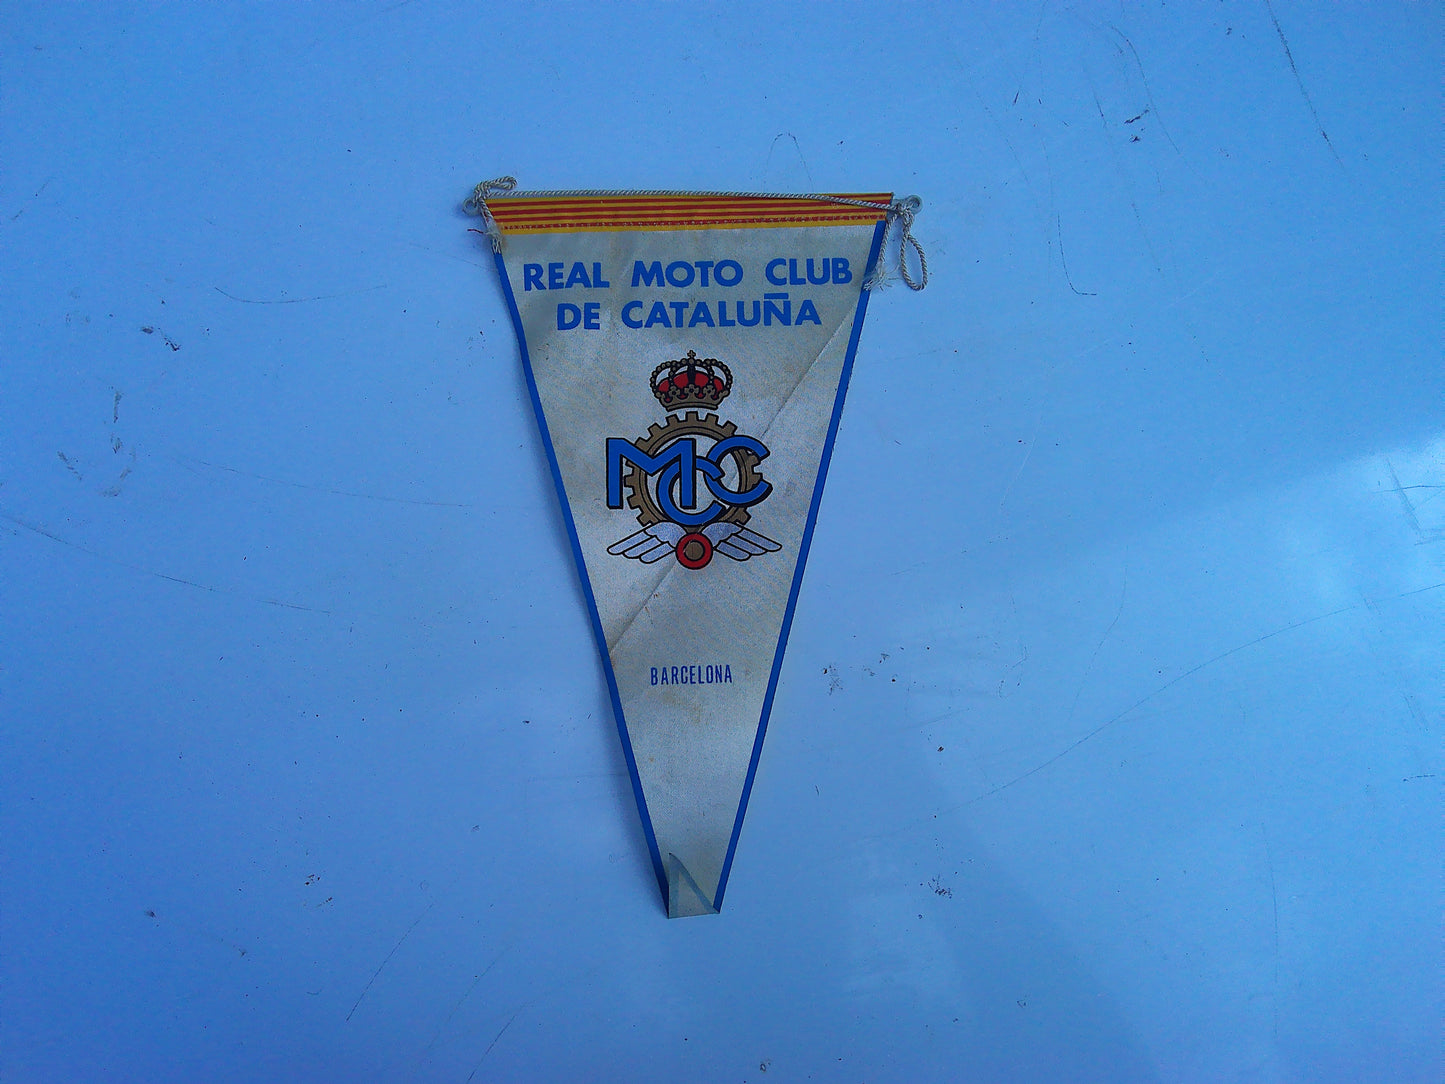 REAL MOTO CLUB
DE CATALUÑA
MCC
BARCELONA